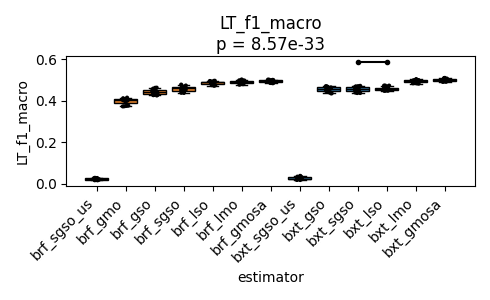 LT_f1_macro
p = 8.57e-33
LT_f1_macro
0.6
0.4
0.2
0.0
brf_sgso_us
brf_gmo
brf_gso
brf_sgso
brf_lso
brf_lmo
brf_gmosa
bxt_sgso_us
bxt_gso
bxt_sgso
bxt_lso
bxt_lmo
bxt_gmosa
estimator